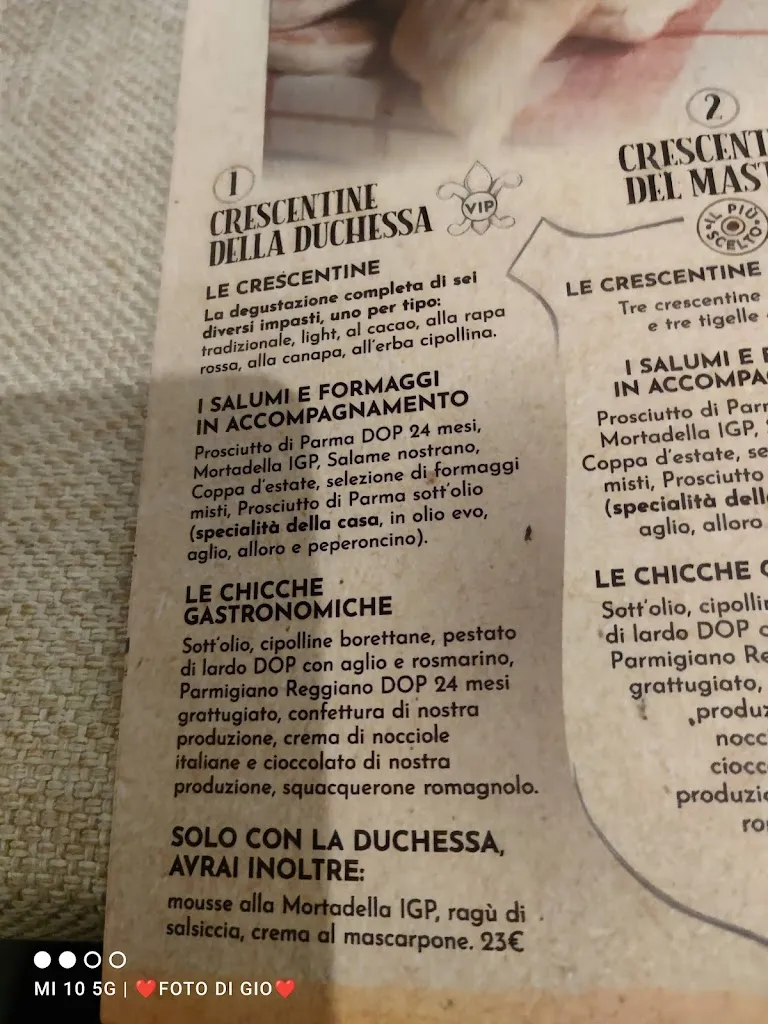 1
CRESCENTINE
DELLA DUCHESSA
VIP
LE CRESCENTINE
La degustazione completa di sei
diversi impasti, uno per tipo:
tradizionale, light, al cacao, alla rapa
rossa, alla canapa, all'erba cipollina.
I SALUMI E FORMAGGI
IN ACCOMPAGNAMENTO
Prosciutto di Parma DOP 24 mesi,
Mortadella IGP, Salame nostrano,
Coppa d'estate, selezione di formaggi
misti, Prosciutto di Parma sott'olio
(specialità della casa, in olio evo,
aglio, alloro e peperoncino).
LE CHICCHE
GASTRONOMICHE
Sott'olio, cipolline borettane, pestato
di lardo DOP con aglio e rosmarino,
Parmigiano Reggiano DOP 24 mesi
grattugiato, confettura di nostra
produzione, crema di nocciole
italiane e cioccolato di nostra
produzione, squacquerone romagnolo.
SOLO CON LA DUCHESSA,
AVRAI INOLTRE:
mousse alla Mortadella IGP, ragù di
salsiccia, crema al mascarpone. 23€
2
CRESCENTI
DEL MAST
IL PIÙ
SCELTO
LE CRESCENTINE
Tre crescentine
e tre tigelle
I SALUMI E F
IN ACCOMPA
Prosciutto di Parr
Mortadella IGP,
Coppa d'estate, se
misti, Prosciutto
(specialità dell
aglio, alloro
LE CHICCHE G
Sott'olio, cipollin
di lardo DOP c
Parmigiano Re
grattugiato,
produz
nocc
ciocc
produzi
ro
MI 10 5G | ❤FOTO DI GIO❤